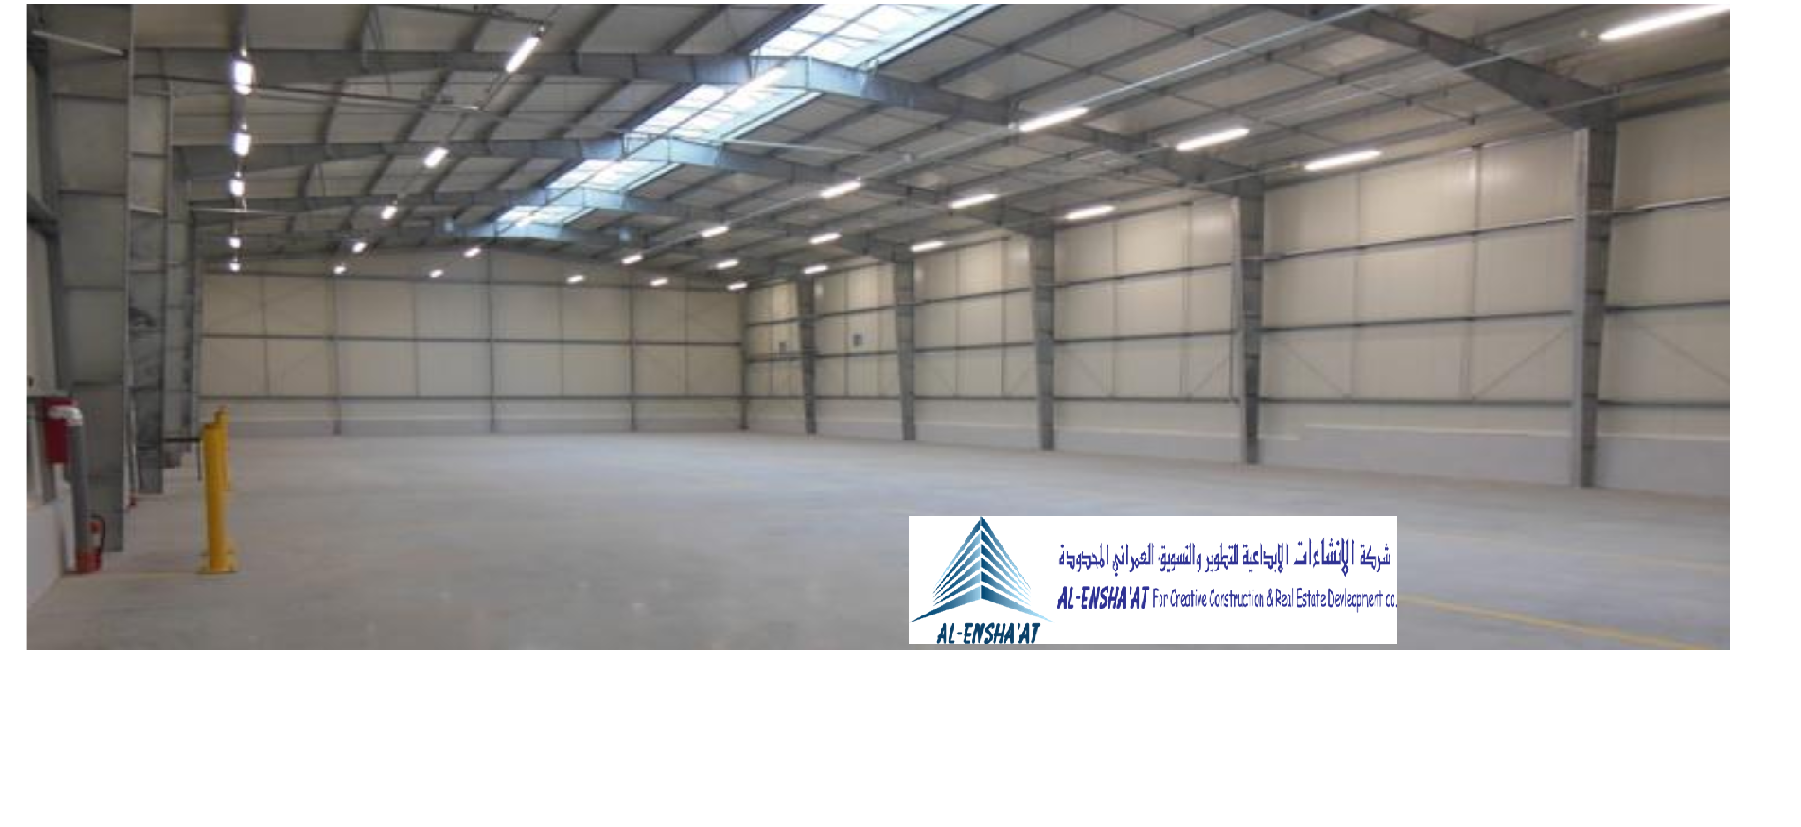 شركة الإنشاءات الإبداعية للتطوير والتسويق العمراني المحدودة
AL-ENSHA'AT For Creative Construction & Real Estate Devleopment co.
AL-ENSHA'AT